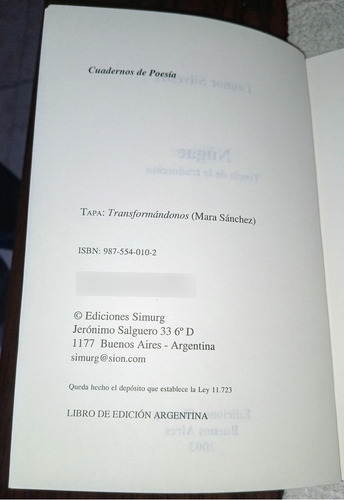 Cuadernos de Poesía
TAPA: Transformándonos (Mara Sánchez)
ISBN: 987-554-010-2
© Ediciones Simurg
Jerónimo Salguero 33 6º D
1177 Buenos Aires - Argentina
simurg@sion.com
Queda hecho el depósito que establece la Ley 11.723
LIBRO DE EDICIÓN ARGENTINA